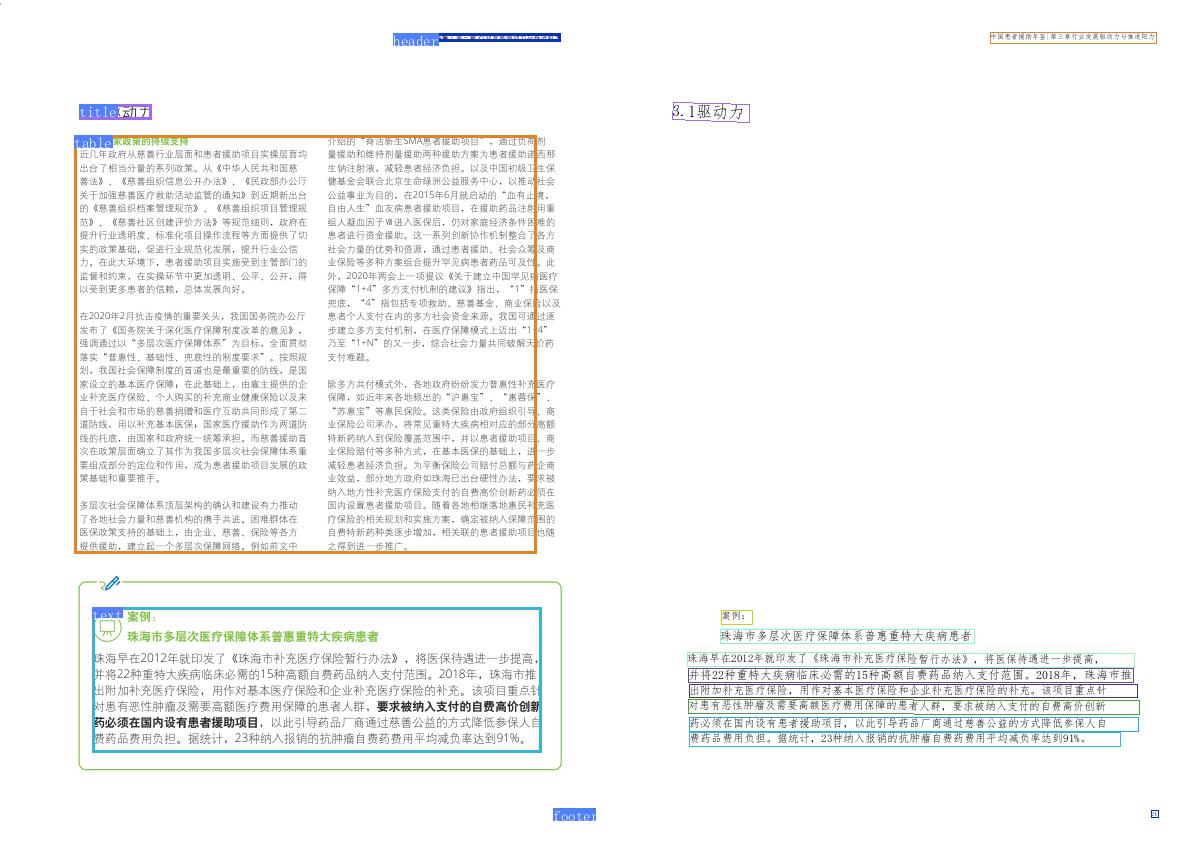 header
中国患者援助年鉴|第三章行业发展驱动力与推进阻力
title动力
3.1驱动力
table家政策的持续支持
近几年政府从慈善行业层面和患者援助项目实操层面均
出台了相当分量的系列政策。从《中华人民共和国慈
善法》、《慈善组织信息公开办法》、《民政部办公厅
关于加强慈善医疗救助活动监管的通知》到近期新出台
的《慈善组织档案管理规范》、《慈善组织项目管理规
范》、《慈善社区创建评价方法》等规范细则，政府在
提升行业透明度、标准化项目操作流程等方面提供了切
实的政策基础，促进行业规范化发展，提升行业公信
力。在此大环境下，患者援助项目实施受到主管部门的
监督和约束，在实操环节中更加透明、公平、公开，得
以受到更多患者的信赖，总体发展向好。
在2020年2月抗击疫情的重要关头，我国国务院办公厅
发布了《国务院关于深化医疗保障制度改革的意见》，
强调通过以“多层次医疗保障体系”为目标，全面贯彻
落实“普惠性、基础性、兜底性的制度要求”。按照规
划，我国社会保障制度的首道也是最重要的防线，是国
家设立的基本医疗保障；在此基础上，由雇主提供的企
业补充医疗保险、个人购买的补充商业健康保险以及来
自于社会和市场的慈善捐赠和医疗互助共同形成了第二
道防线，用以补充基本医保；国家医疗援助作为两道防
线的托底，由国家和政府统一统筹承担。而慈善援助首
次在政策层面确立了其作为我国多层次社会保障体系重
要组成部分的定位和作用，成为患者援助项目发展的政
策基础和重要推手。
多层次社会保障体系顶层架构的确认和建设有力推动
了各地社会力量和慈善机构的携手共进。困难群体在
医保政策支持的基础上，由企业、慈善、保险等各方
提供援助，建立起一个多层次保障网络。例如前文中
介绍的“脊活新生SMA患者援助项目”，通过负荷剂
量援助和维持剂量援助两种援助方案为患者援助诺西那
生钠注射液，减轻患者经济负担。以及中国初级卫生保
健基金会联合北京生命绿洲公益服务中心，以推动社会
公益事业为目的，在2015年6月就启动的“血有止境，
自由人生”血友病患者援助项目，在援助药品注射用重
组人凝血因子Ⅷ进入医保后，仍对家庭经济条件困难的
患者进行资金援助。这一系列创新协作机制整合了各方
社会力量的优势和资源，通过患者援助、社会众筹及商
业保险等多种方案组合提升罕见病患者药品可及性。此
外，2020年两会上一项提议《关于建立中国罕见病医疗
保障“1+4”多方支付机制的建议》指出，“1”指医保
兜底，“4”指包括专项救助、慈善基金、商业保险以及
患者个人支付在内的多方社会资金来源。我国可通过逐
步建立多方支付机制，在医疗保障模式上迈出“1+4”
乃至“1+N”的又一步，综合社会力量共同破解天价药
支付难题。
除多方共付模式外，各地政府纷纷发力普惠性补充医疗
保障，如近年来各地频出的“沪惠宝”、“惠蓉保”、
“苏惠宝”等惠民保险。这类保险由政府组织引导、商
业保险公司承办，将常见重特大疾病相对应的部分高额
特新药纳入到保险覆盖范围中，并以患者援助项目、商
业保险赔付等多种方式，在基本医保的基础上，进一步
减轻患者经济负担。为平衡保险公司赔付总额与药企商
业效益，部分地方政府如珠海已出台硬性办法，要求被
纳入地方性补充医疗保险支付的自费高价创新药必须在
国内设置患者援助项目。随着各地相继落地惠民补充医
疗保险的相关规划和实施方案，确定被纳入保障范围的
自费特新药种类逐步增加，相关联的患者援助项目也随
之得到进一步推广。
text
案例：
珠海市多层次医疗保障体系普惠重特大疾病患者
珠海早在2012年就印发了《珠海市补充医疗保险暂行办法》，将医保待遇进一步提高，
并将22种重特大疾病临床必需的15种高额自费药品纳入支付范围。2018年，珠海市推
出附加补充医疗保险，用作对基本医疗保险和企业补充医疗保险的补充。该项目重点针
对患有恶性肿瘤及需要高额医疗费用保障的患者人群，要求被纳入支付的自费高价创新
药必须在国内设有患者援助项目，以此引导药品厂商通过慈善公益的方式降低参保人自
费药品费用负担。据统计，23种纳入报销的抗肿瘤自费药费用平均减负率达到91%。
案例：
珠海市多层次医疗保障体系普惠重特大疾病患者
珠海早在2012年就印发了《珠海市补充医疗保险暂行办法》，将医保待遇进一步提高，
并将22种重特大疾病临床必需的15种高额自费药品纳入支付范围。2018年，珠海市推
出附加补充医疗保险，用作对基本医疗保险和企业补充医疗保险的补充。该项目重点针
对患有恶性肿瘤及需要高额医疗费用保障的患者人群，要求被纳入支付的自费高价创新
药必须在国内设有患者援助项目，以此引导药品厂商通过慈善公益的方式降低参保人自
费药品费用负担。据统计，23种纳入报销的抗肿瘤自费药费用平均减负率达到91%。
footer